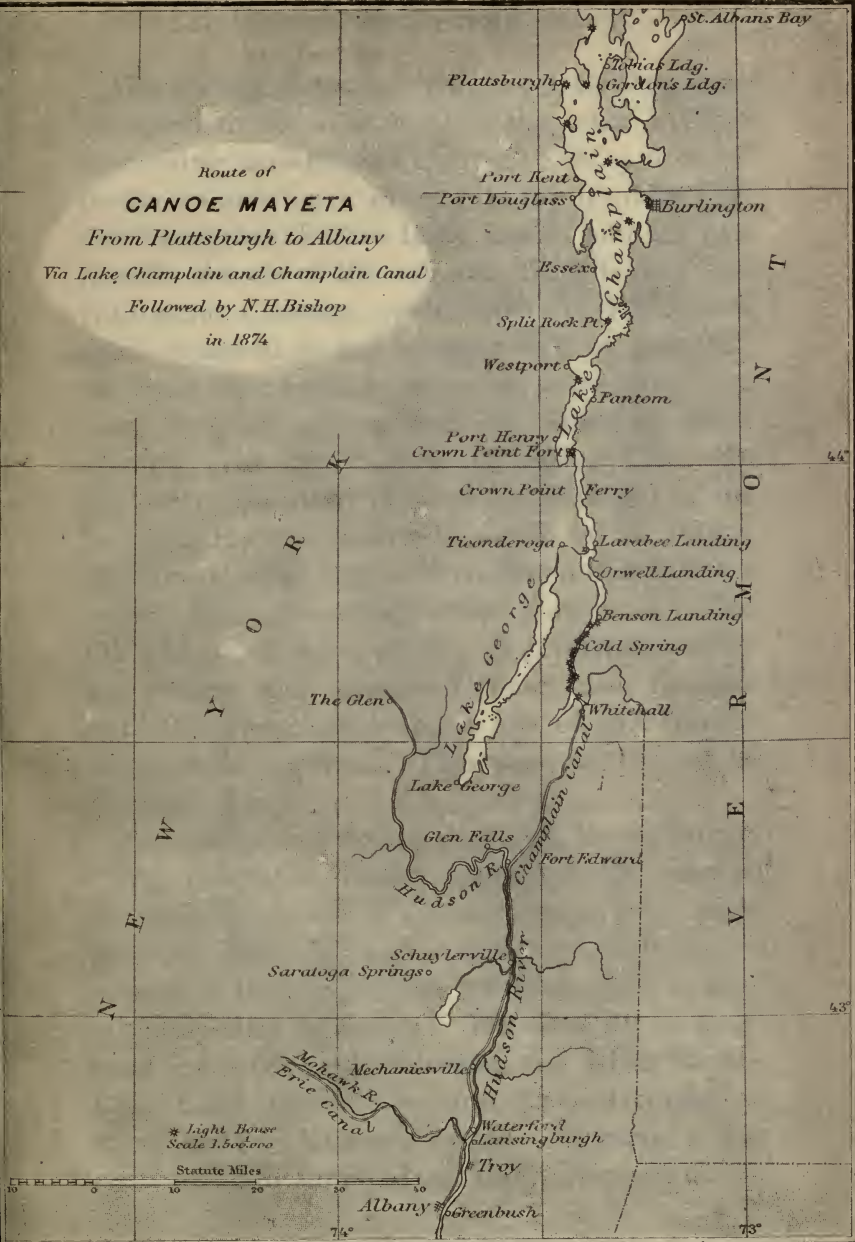 St. Albans Bay
Tobias Ldg.
Plattsburgh
Gordon's Ldg.
Route of
CANOE MAYETA
From Plattsburgh to Albany
Via Lake Champlain and Champlain Canal
Followed by N.H. Bishop
in 1874
Port Kent
Port Douglass
Burlington
Essex
Split Rock Pt.
Westport
Pantom
Lake Champlain
Port Henry
Crown Point Fort
44°
Crown Point Ferry
Ticonderoga
Larabee Landing
Orwell Landing
Benson Landing
Cold Spring
Lake George
The Glen
Whitehall
Champlain Canal
Lake George
Glen Falls
Fort Edward
Hudson R.
Schuylerville
Saratoga Springs
Hudson River
43°
Mechanicsville
Mohawk R.
Erie Canal
Waterford
Lansingburgh
Light House
Scale 1.500.000
Statute Miles
10 0 10 20 30 40
Troy
Albany
Greenbush
74°
73°
NEW YORK
VERMONT